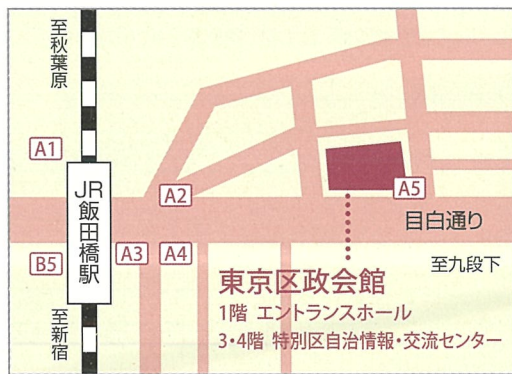 至秋葉原
A1
JR飯田橋駅
A2
A5
目白通り
B5
A3
A4
至九段下
至新宿
東京区政会館
1階 エントランスホール
3・4階 特別区自治情報・交流センター